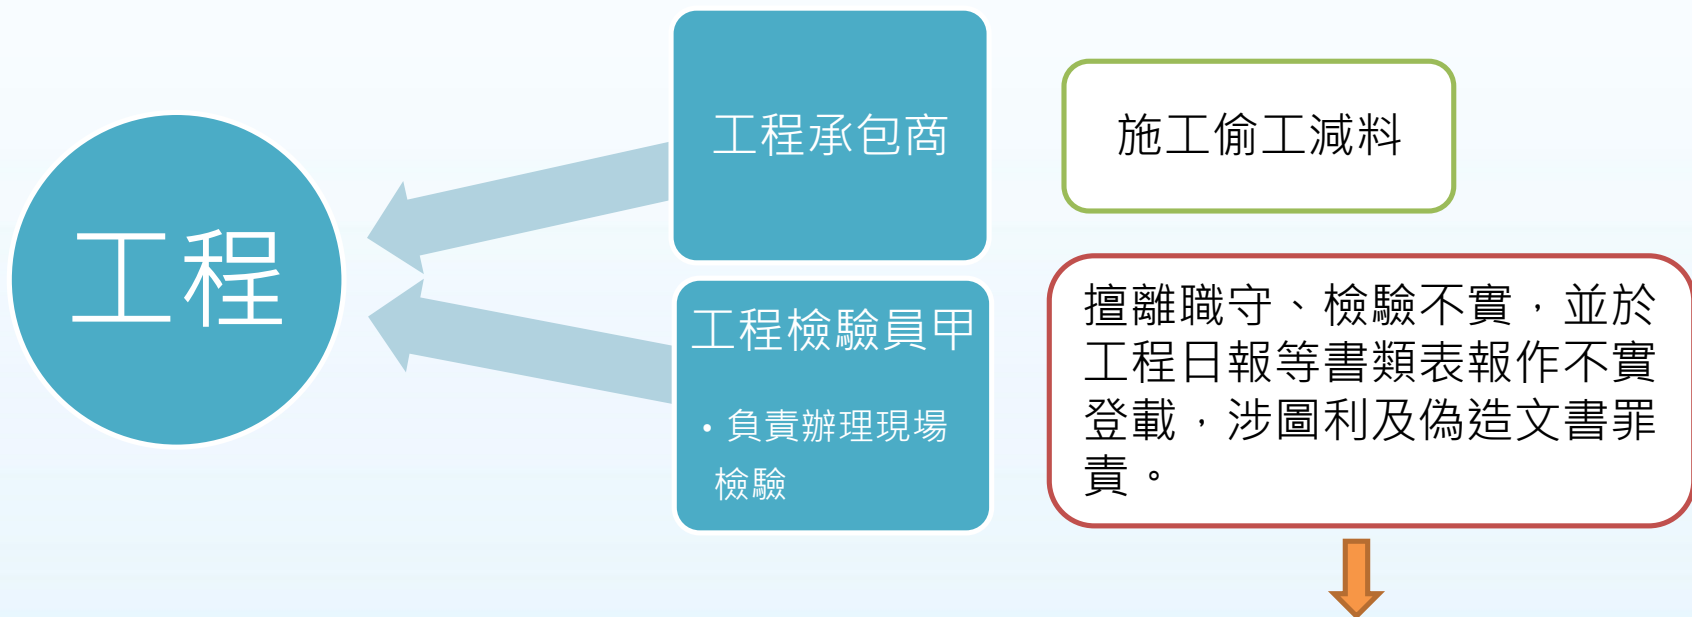 工程
工程承包商
施工偷工減料
工程檢驗員甲
• 負責辦理現場
檢驗
擅離職守、檢驗不實，並於
工程日報等書類表報作不實
登載，涉圖利及偽造文書罪
責。